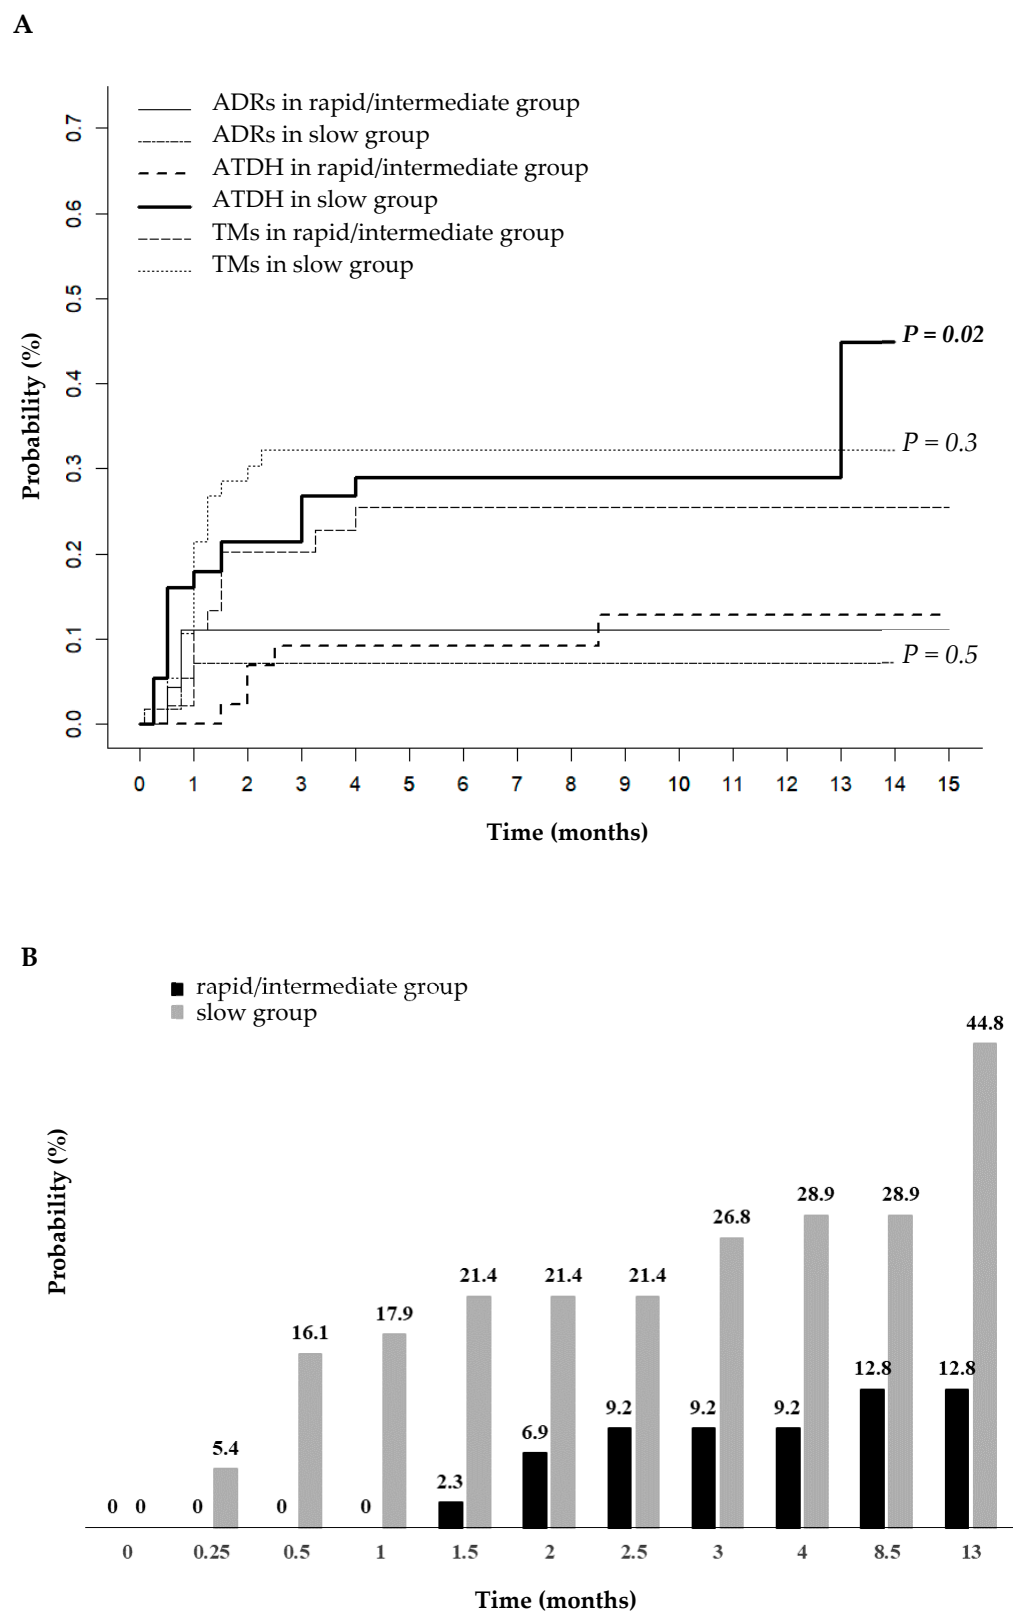 A
ADRs in rapid/intermediate group
ADRs in slow group
ATDH in rapid/intermediate group
ATDH in slow group
TMs in rapid/intermediate group
TMs in slow group
Probability (%)
0.7
0.6
0.5
0.4
0.3
0.2
0.1
0.0
P = 0.02
P = 0.3
P = 0.5
0 1 2 3 4 5 6 7 8 9 10 11 12 13 14 15
Time (months)
B
rapid/intermediate group
slow group
Probability (%)
0 0 0 5.4 0 16.1 0 17.9 2.3 21.4 6.9 21.4 9.2 21.4 9.2 26.8 9.2 28.9 12.8 28.9 12.8 44.8
0 0.25 0.5 1 1.5 2 2.5 3 4 8.5 13
Time (months)